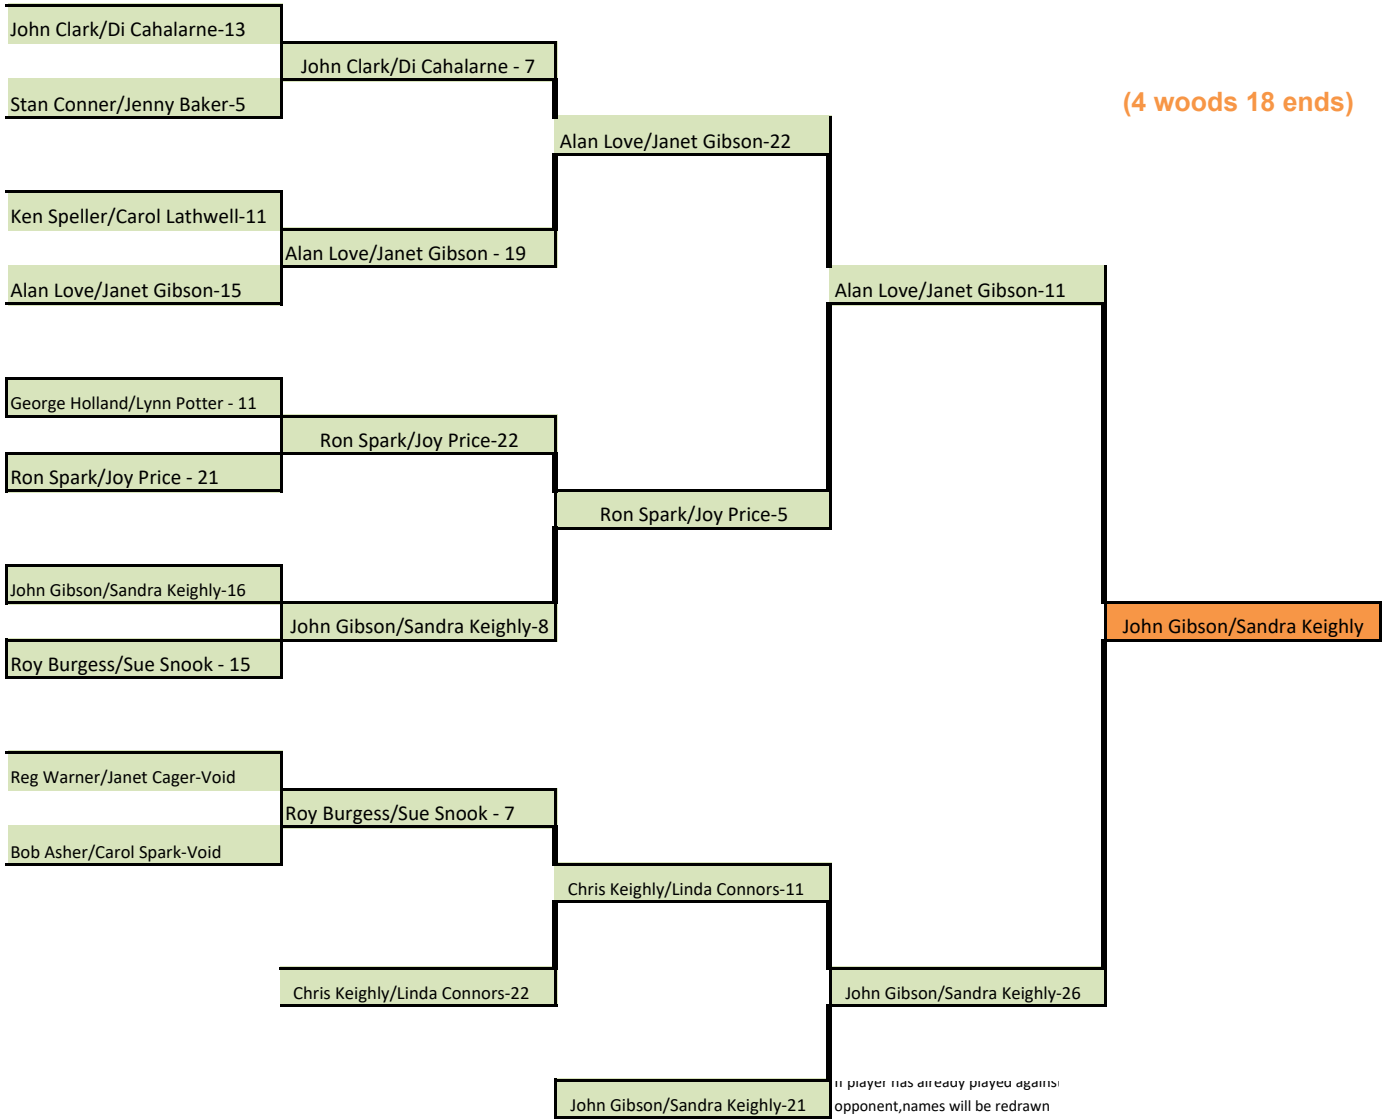 John Clark/Di Cahalarne-13
John Clark/Di Cahalarne - 7
Stan Conner/Jenny Baker-5
(4 woods 18 ends)
Alan Love/Janet Gibson-22
Ken Speller/Carol Lathwell-11
Alan Love/Janet Gibson - 19
Alan Love/Janet Gibson-15
Alan Love/Janet Gibson-11
George Holland/Lynn Potter - 11
Ron Spark/Joy Price-22
Ron Spark/Joy Price - 21
Ron Spark/Joy Price-5
John Gibson/Sandra Keighly-16
John Gibson/Sandra Keighly-8
John Gibson/Sandra Keighly
Roy Burgess/Sue Snook - 15
Reg Warner/Janet Cager-Void
Roy Burgess/Sue Snook - 7
Bob Asher/Carol Spark-Void
Chris Keighly/Linda Connors-11
Chris Keighly/Linda Connors-22
John Gibson/Sandra Keighly-26
John Gibson/Sandra Keighly-21
player has already played against
opponent,names will be redrawn